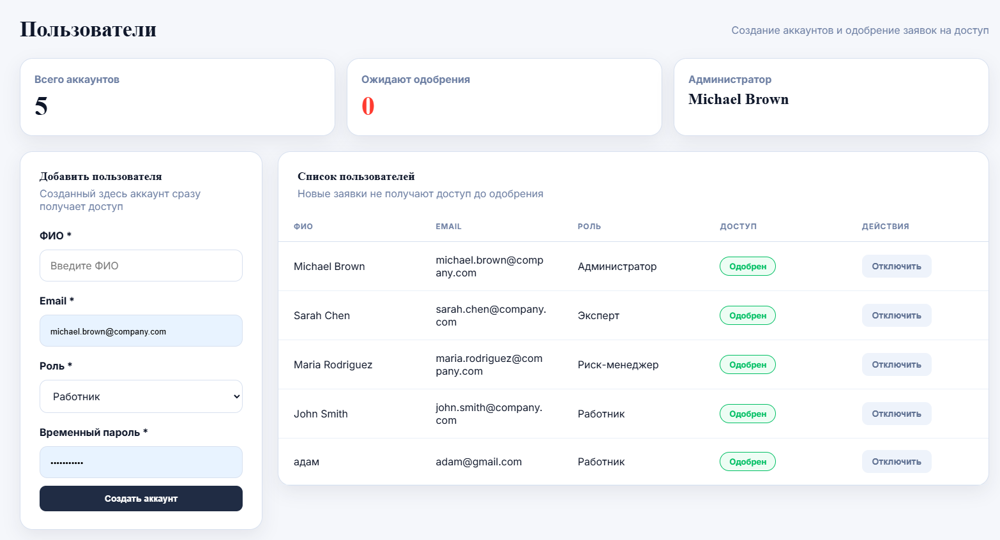 Пользователи
Создание аккаунтов и одобрение заявок на доступ
Всего аккаунтов
5
Ожидают одобрения
0
Администратор
Michael Brown
Добавить пользователя
Созданный здесь аккаунт сразу
получает доступ
ФИО *
Введите ФИО
Email *
michael.brown@company.com
Роль *
Работник
Временный пароль *
•••••••••••
Создать аккаунт
Список пользователей
Новые заявки не получают доступ до одобрения
ФИО EMAIL РОЛЬ ДОСТУП ДЕЙСТВИЯ
Michael Brown michael.brown@comp Администратор Одобрен Отключить
any.com
Sarah Chen sarah.chen@company. Эксперт Одобрен Отключить
com
Maria Rodriguez maria.rodriguez@com Риск-менеджер Одобрен Отключить
pany.com
John Smith john.smith@company. Работник Одобрен Отключить
com
адам adam@gmail.com Работник Одобрен Отключить